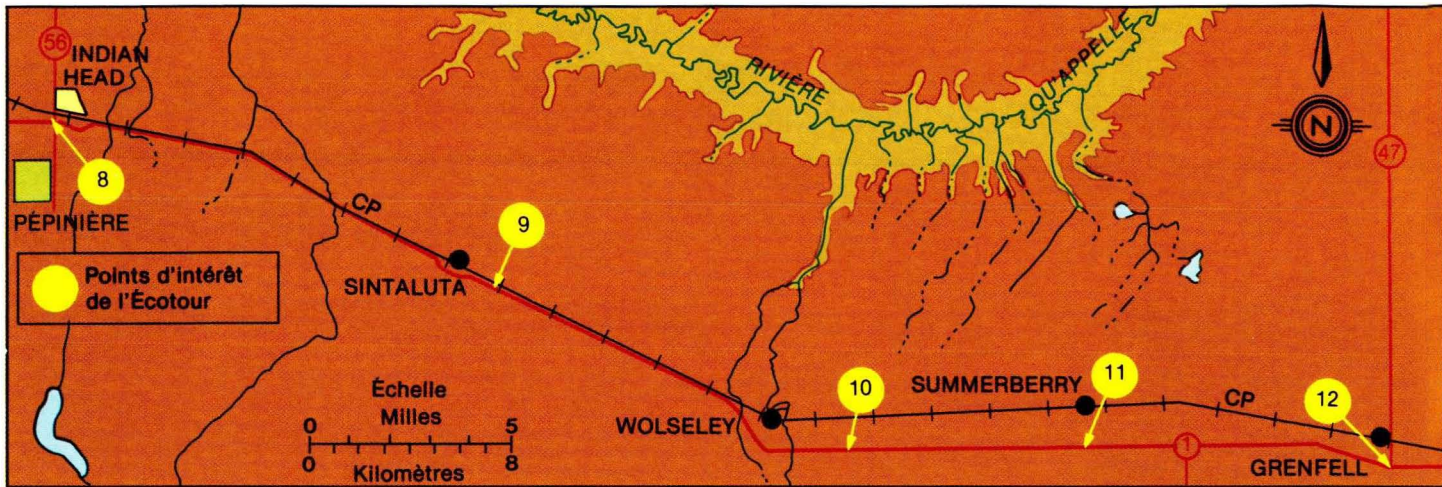 56
INDIAN
HEAD
8
PÉPINIÈRE
Points d'intérêt
de l'Écotour
CP
9
SINTALUTA
Échelle
Milles
0 5
0 8
Kilomètres
RIVIÈRE
QU'APPELLE
N
47
WOLSELEY
10
SUMMERBERRY
11
CP
12
1
GRENFELL